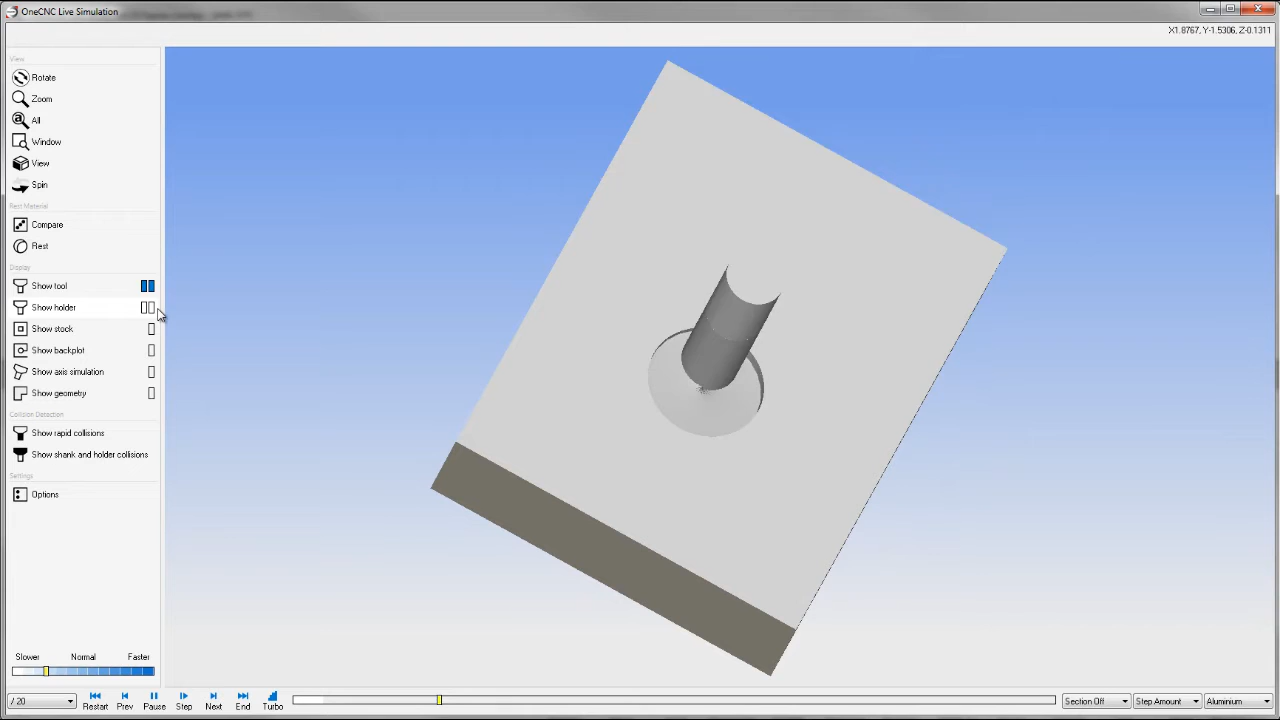 OneCNC Live Simulation
X1.8767, Y-1.5306, Z-0.1311
View
Rotate
Zoom
All
Window
View
Spin
Rest Material
Compare
Rest
Display
Show tool
Show holder
Show stock
Show backplot
Show axis simulation
Show geometry
Collision Detection
Show rapid collisions
Show shank and holder collisions
Settings
Options
Slower Normal Faster
/ 20 Restart Prev Pause Step Next End Turbo Section Off Step Amount Aluminium